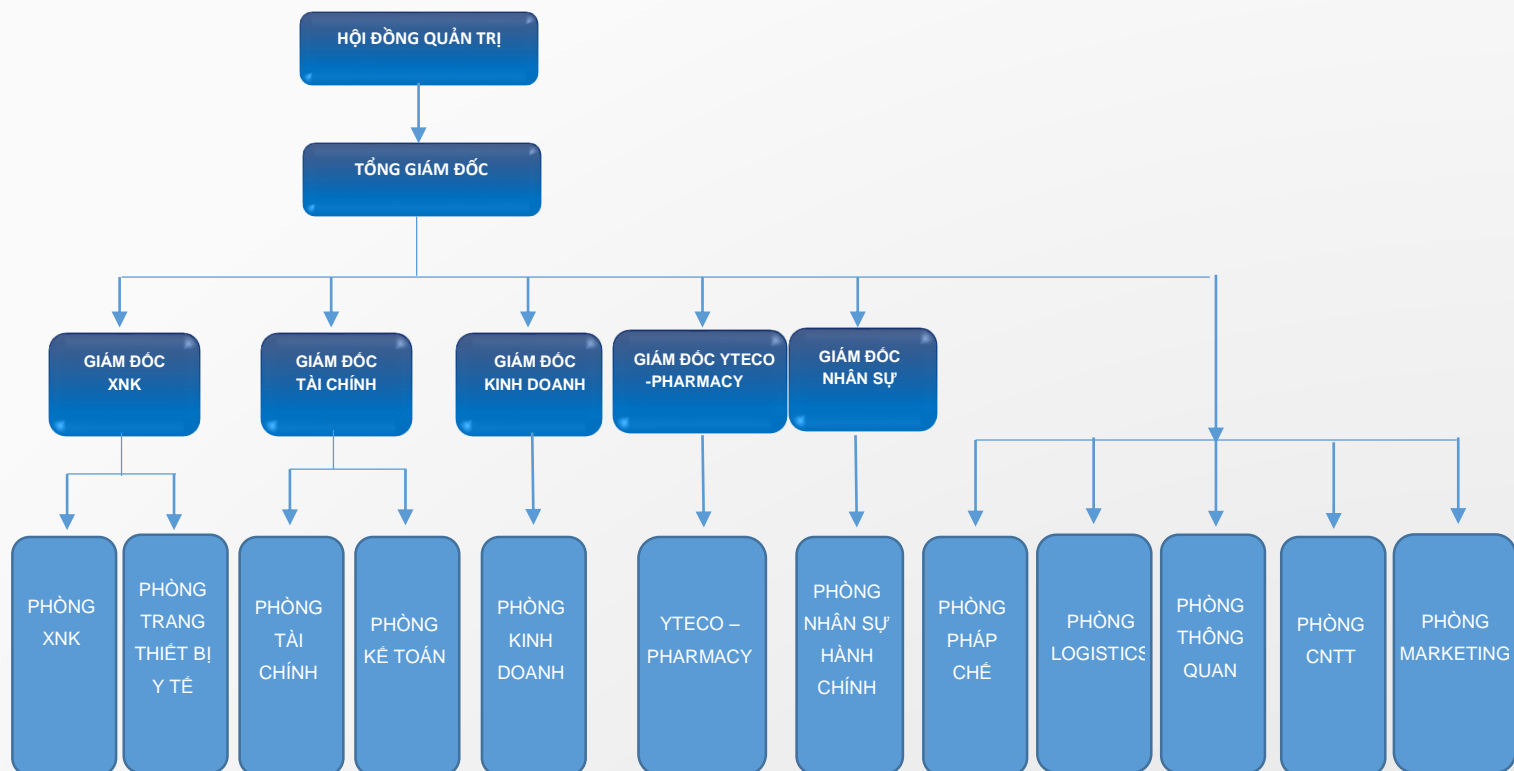 HỘI ĐỒNG QUẢN TRỊ
TỔNG GIÁM ĐỐC
GIÁM ĐỐC
XNK
GIÁM ĐỐC
TÀI CHÍNH
GIÁM ĐỐC
KINH DOANH
GIÁM ĐỐC YTECO
-PHARMACY
GIÁM ĐỐC
NHÂN SỰ
PHÒNG
XNK
PHÒNG
TRANG
THIẾT BỊ
Y TẾ
PHÒNG
TÀI
CHÍNH
PHÒNG
KẾ TOÁN
PHÒNG
KINH
DOANH
YTECO –
PHARMACY
PHÒNG
NHÂN SỰ
HÀNH
CHÍNH
PHÒNG
PHÁP
CHẾ
PHÒNG
LOGISTICS
PHÒNG
THÔNG
QUAN
PHÒNG
CNTT
PHÒNG
MARKETING